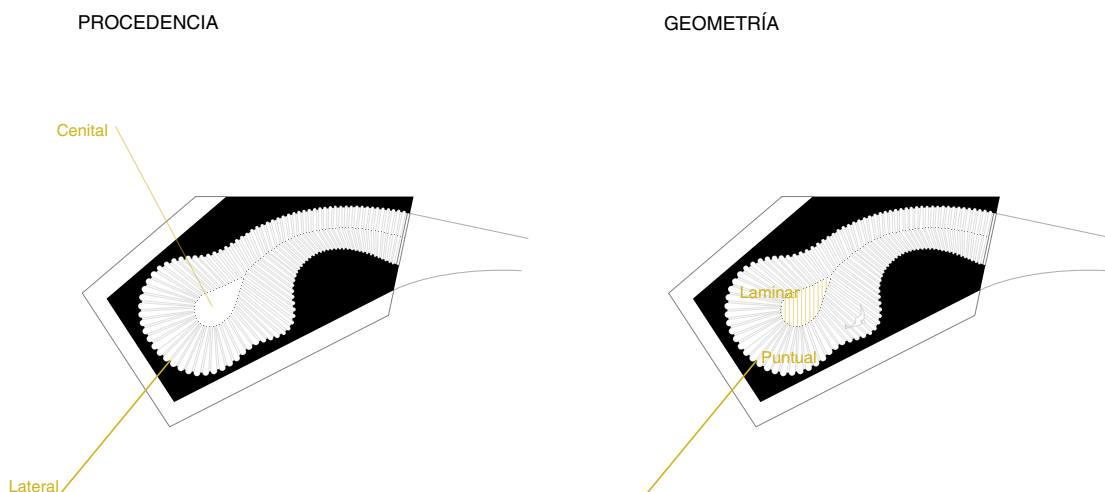 PROCEDENCIA
GEOMETRÍA
Cenital
Laminar
Puntual
Lateral